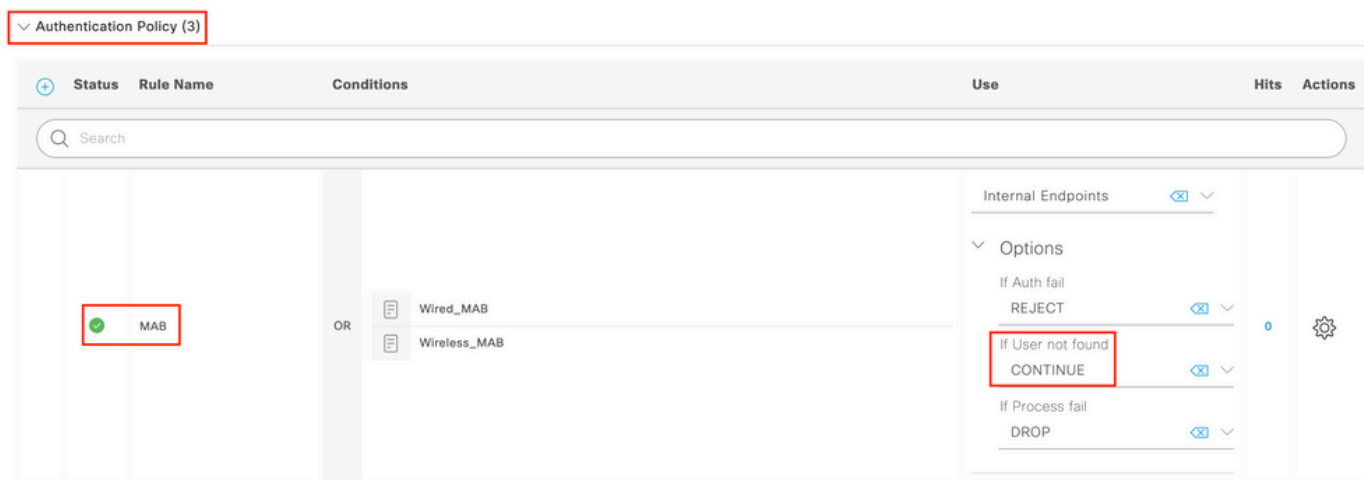 Authentication Policy (3)
Status Rule Name Conditions Use Hits Actions
Search
Internal Endpoints
Options
If Auth fail
REJECT
Wired_MAB
MAB OR 0
Wireless_MAB
If User not found
CONTINUE
If Process fail
DROP